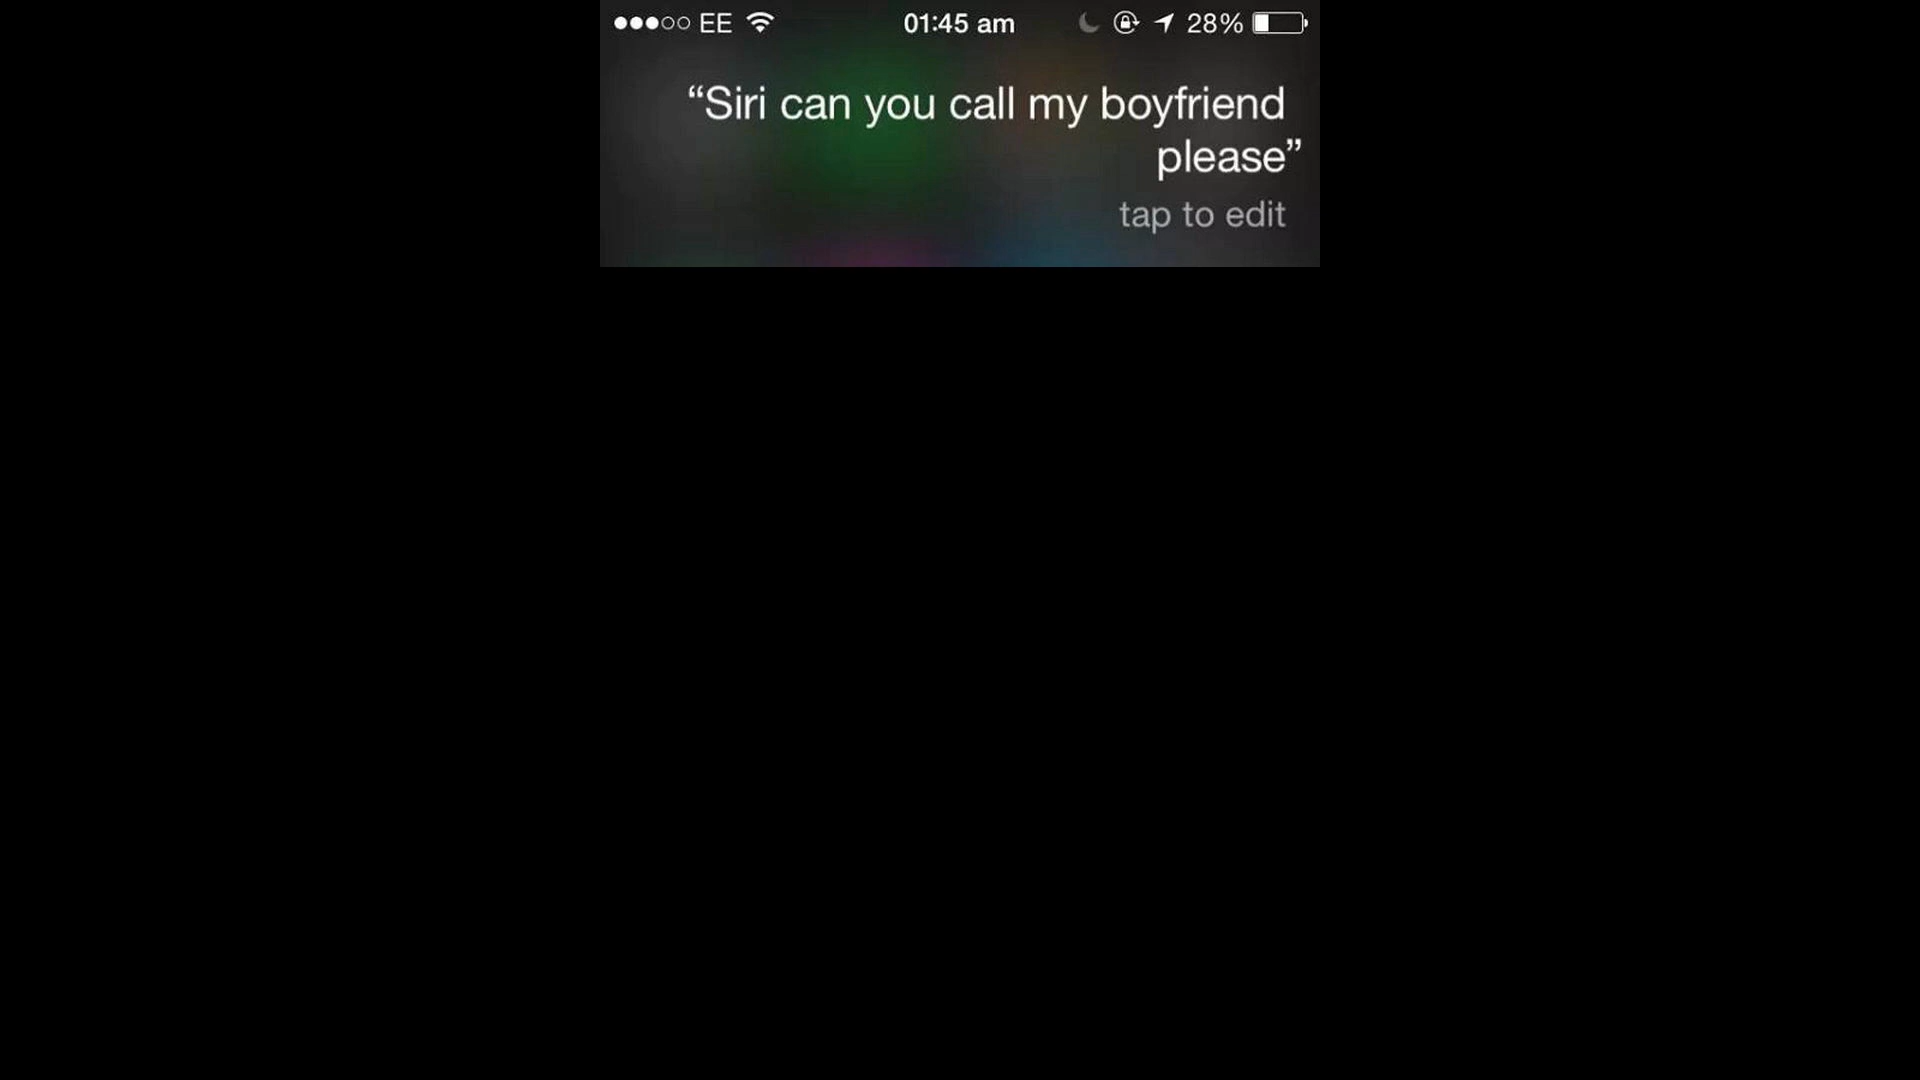 EE 01:45 am 28%
“Siri can you call my boyfriend
please”
tap to edit